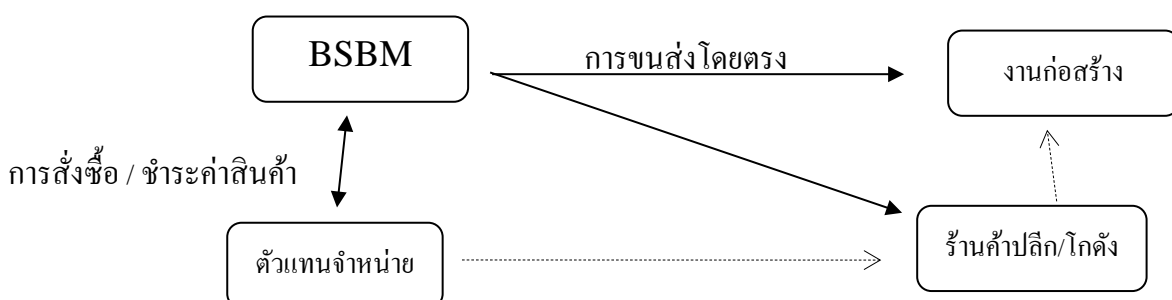 BSBM
การขนส่งโดยตรง
งานก่อสร้าง
การสั่งซื้อ / ชำระค่าสินค้า
ตัวแทนจำหน่าย
ร้านค้าปลีก/โกดัง